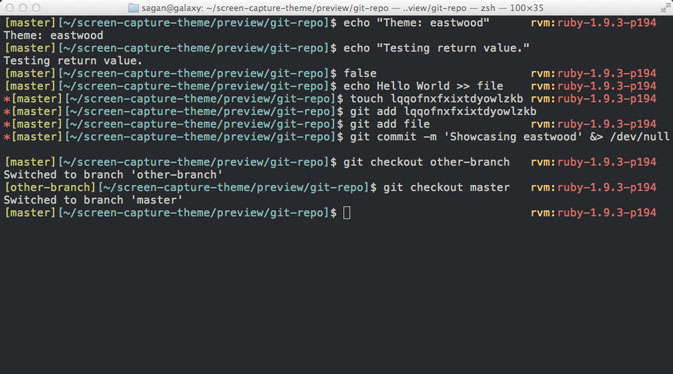 sagan@galaxy: ~/screen-capture-theme/preview/git-repo — ..view/git-repo — zsh — 100×35
[master][~/screen-capture-theme/preview/git-repo]$ echo "Theme: eastwood" rvm:ruby-1.9.3-p194
Theme: eastwood
[master][~/screen-capture-theme/preview/git-repo]$ echo "Testing return value." rvm:ruby-1.9.3-p194
Testing return value.
[master][~/screen-capture-theme/preview/git-repo]$ false rvm:ruby-1.9.3-p194
[master][~/screen-capture-theme/preview/git-repo]$ echo Hello World >> file rvm:ruby-1.9.3-p194
*[master][~/screen-capture-theme/preview/git-repo]$ touch lqqofnxfxixtdyowlzkb rvm:ruby-1.9.3-p194
*[master][~/screen-capture-theme/preview/git-repo]$ git add lqqofnxfxixtdyowlzkb
*[master][~/screen-capture-theme/preview/git-repo]$ git add file rvm:ruby-1.9.3-p194
*[master][~/screen-capture-theme/preview/git-repo]$ git commit -m 'Showcasing eastwood' &> /dev/null
[master][~/screen-capture-theme/preview/git-repo]$ git checkout other-branch rvm:ruby-1.9.3-p194
Switched to branch 'other-branch'
[other-branch][~/screen-capture-theme/preview/git-repo]$ git checkout master rvm:ruby-1.9.3-p194
Switched to branch 'master'
[master][~/screen-capture-theme/preview/git-repo]$ rvm:ruby-1.9.3-p194